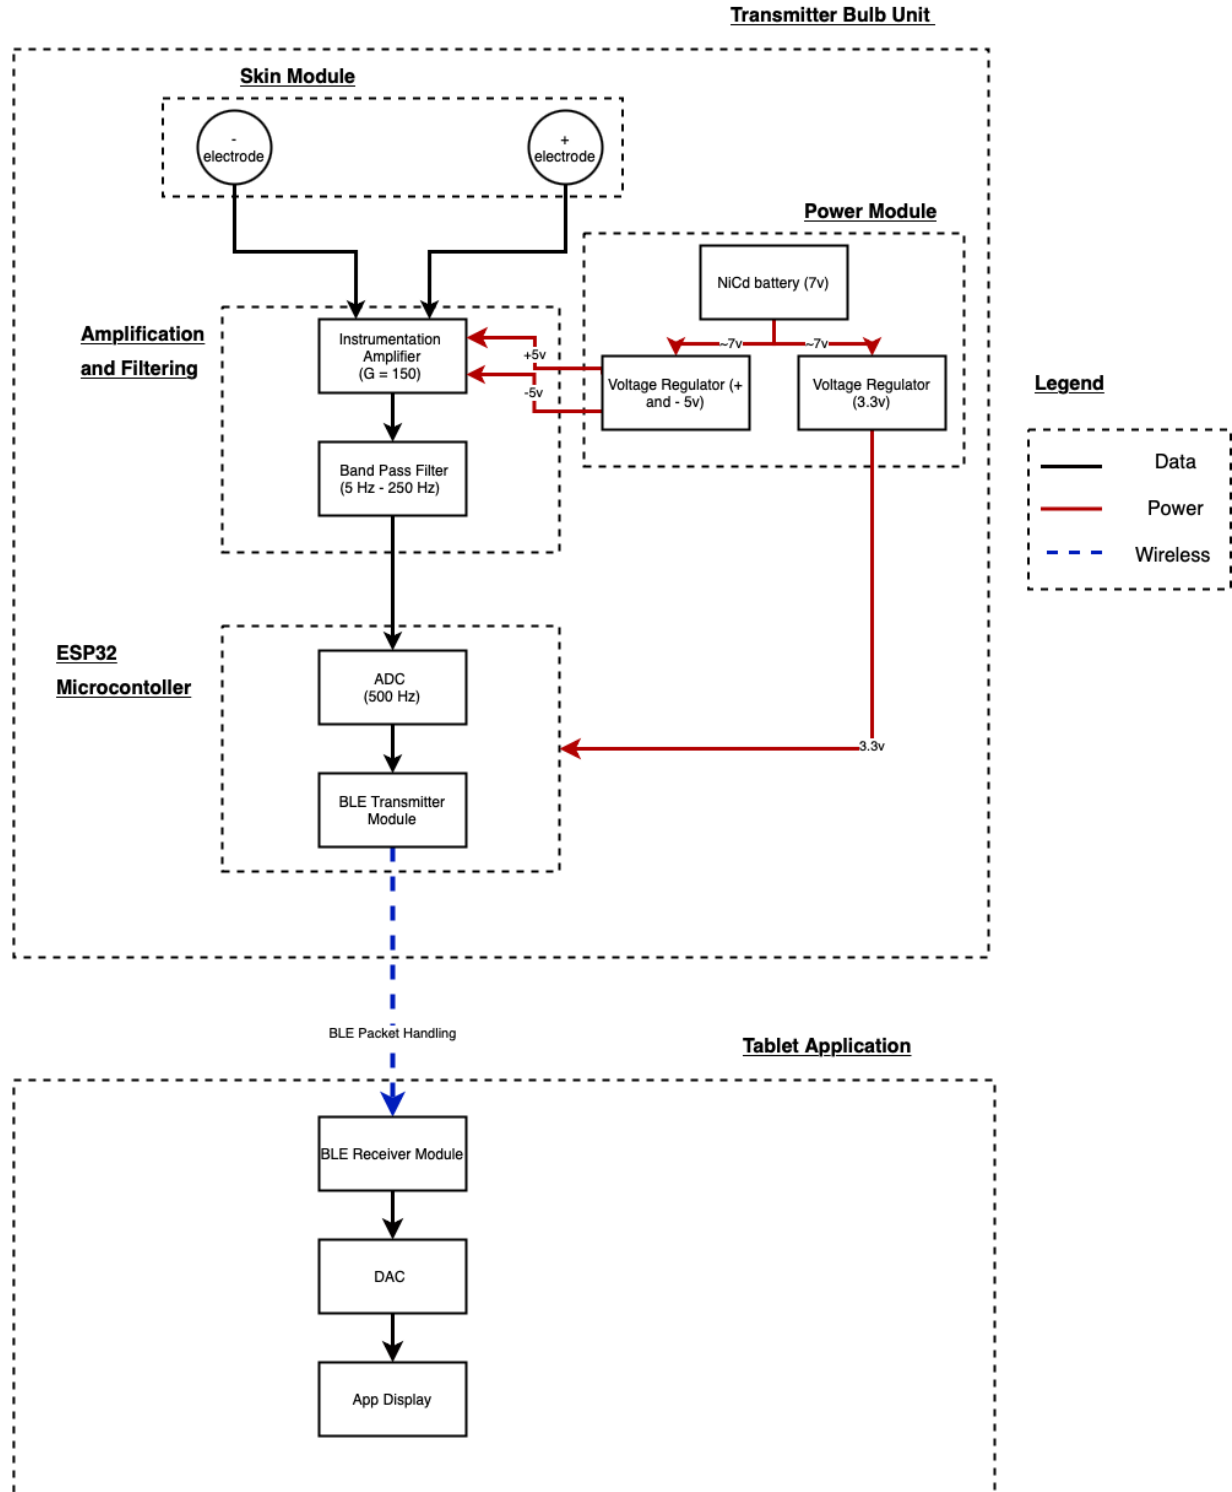 Transmitter Bulb Unit
Skin Module
-
electrode
+
electrode
Power Module
NiCd battery (7v)
~7v
~7v
Voltage Regulator (+
and - 5v)
Voltage Regulator
(3.3v)
Amplification
and Filtering
Instrumentation
Amplifier
(G = 150)
+5v
-5v
Band Pass Filter
(5 Hz - 250 Hz)
Legend
Data
Power
Wireless
ESP32
Microcontoller
ADC
(500 Hz)
3.3v
BLE Transmitter
Module
BLE Packet Handling
Tablet Application
BLE Receiver Module
DAC
App Display